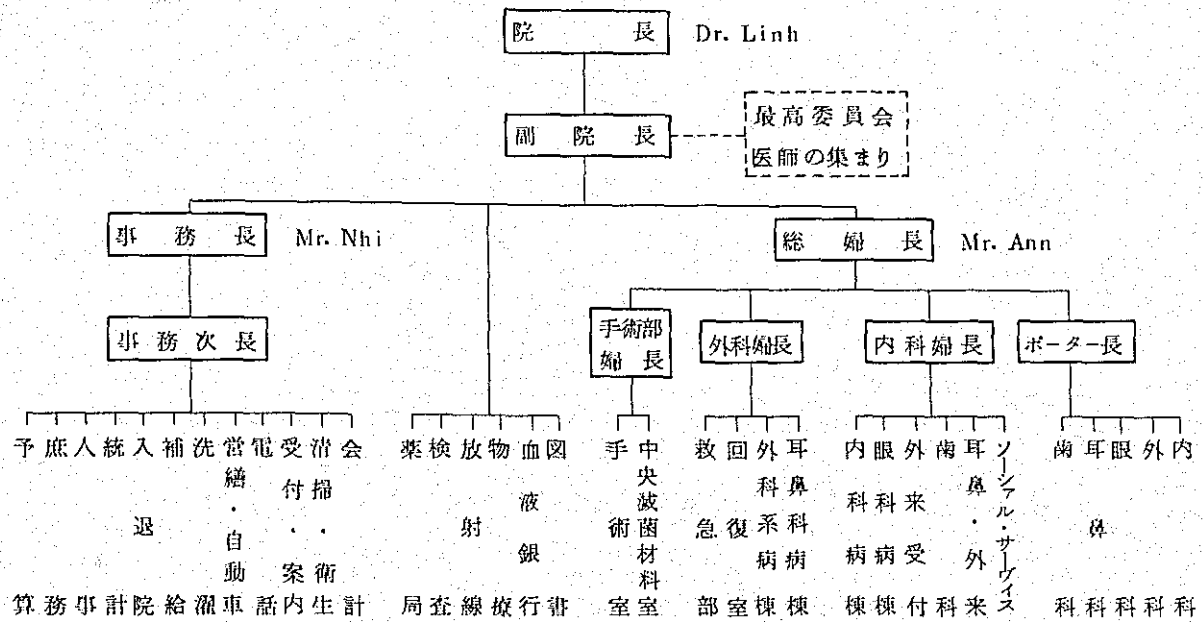 院長 Dr. Linh
副院長
最高委員会
医師の集まり
事務長 Mr. Nhi
総婦長 Mr. Ann
事務次長
手術部
婦長
外科婦長
内科婦長
ポーター長
予算
庶務
人事
統計
入退院
補給
洗濯
営繕・自動車
電話
受付・案内
清掃・衛生
会計
薬局
検査
放射線
物療
血液銀行
図書
手術室
中央滅菌材料室
救急部
回復室
外科系病棟
耳鼻科病棟
内科病棟
眼科病棟
外来受付
歯科
耳鼻・外来
ソーシァル・サーヴィス
歯科
耳鼻科
眼科
外科
内科